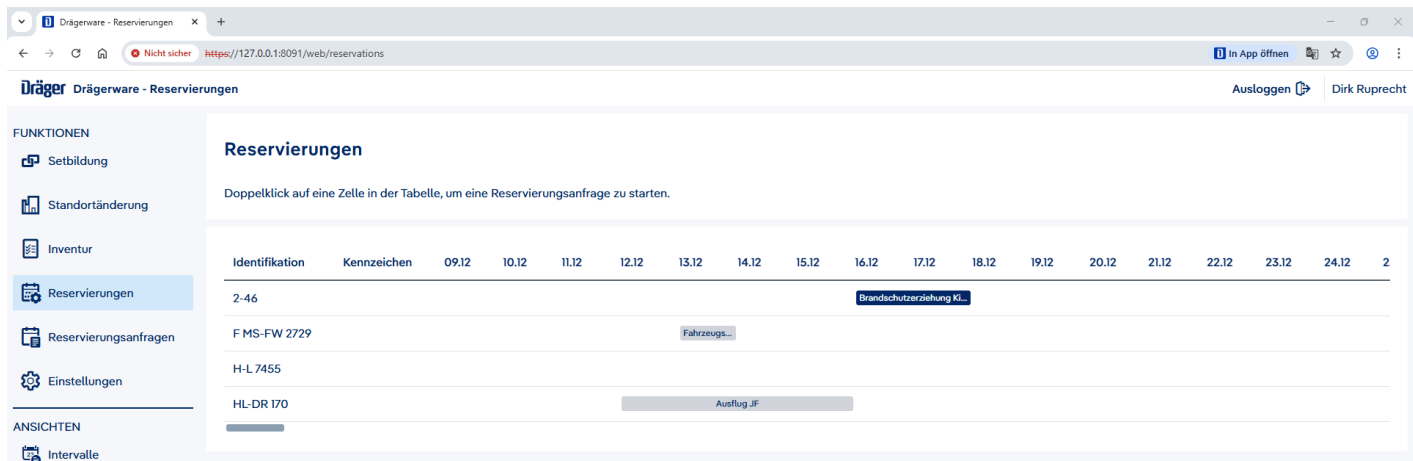 Drägerware - Reservierungen
Nicht sicher https://127.0.0.1:8091/web/reservations In App öffnen
Dräger Drägerware - Reservierungen Ausloggen Dirk Ruprecht
FUNKTIONEN
Setbildung
Standortänderung
Inventur
Reservierungen
Reservierungsanfragen
Einstellungen
ANSICHTEN
Intervalle
Reservierungen
Doppelklick auf eine Zelle in der Tabelle, um eine Reservierungsanfrage zu starten.
Identifikation Kennzeichen 09.12 10.12 11.12 12.12 13.12 14.12 15.12 16.12 17.12 18.12 19.12 20.12 21.12 22.12 23.12 24.12 2
2-46 Brandschutzerziehung Ki...
F MS-FW 2729 Fahrzeugs...
H-L 7455
HL-DR 170 Ausflug JF